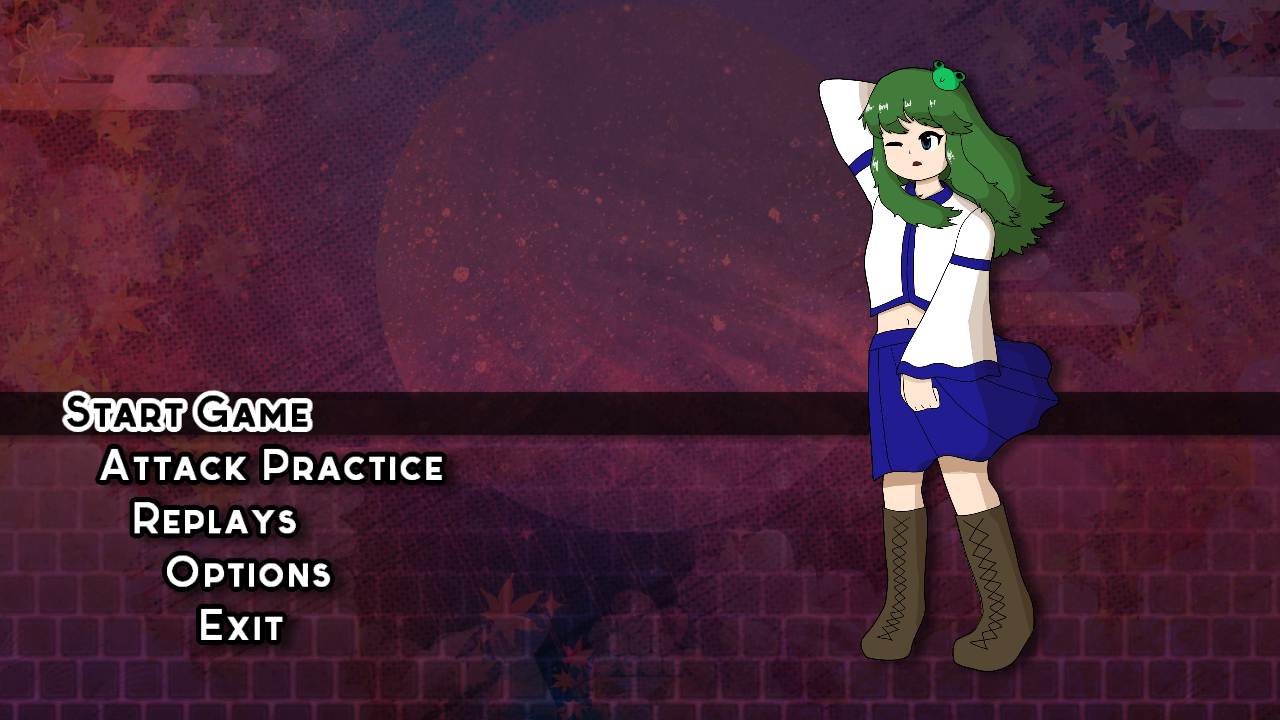 Start Game
Attack Practice
Replays
Options
Exit